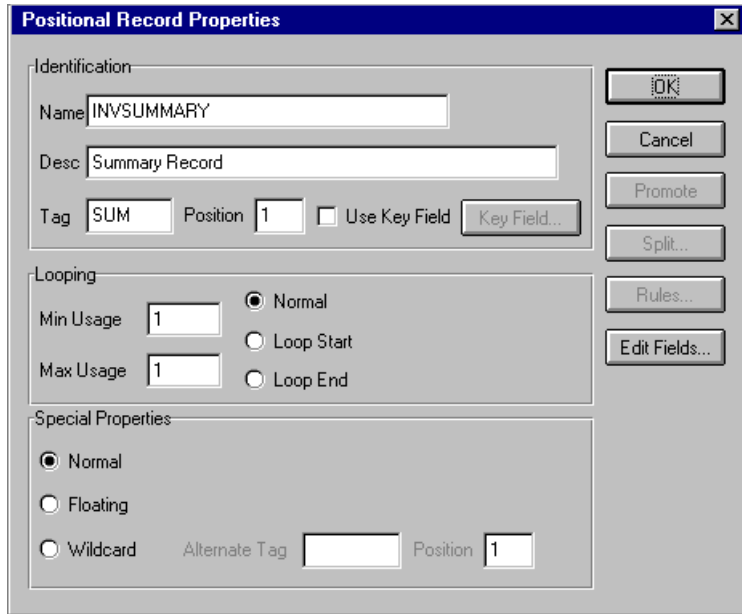 Positional Record Properties
Identification
Name INVSUMMARY
Desc Summary Record
Tag SUM Position 1 Use Key Field Key Field...
Looping
Min Usage 1
Max Usage 1
Normal
Loop Start
Loop End
Special Properties
Normal
Floating
Wildcard Alternate Tag Position 1
OK
Cancel
Promote
Split...
Rules...
Edit Fields...